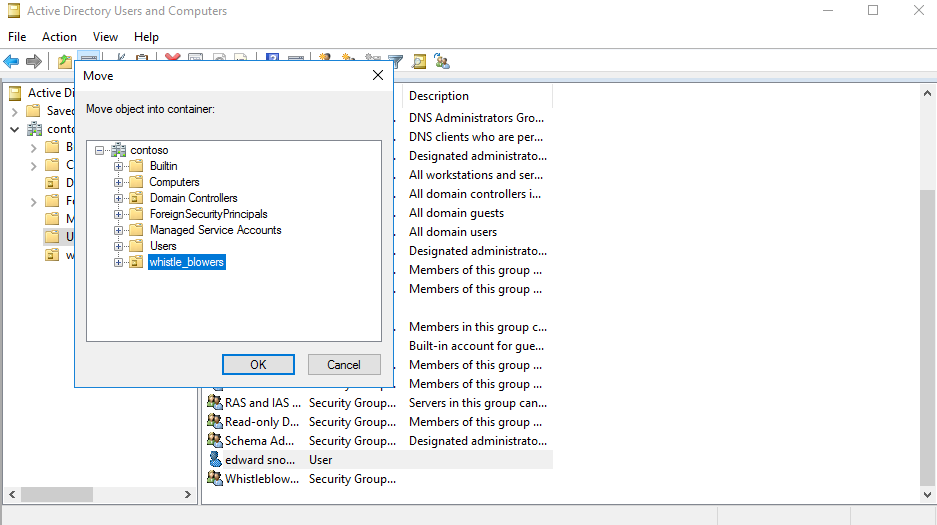 Active Directory Users and Computers
File Action View Help
Move
Move object into container:
contoso
Builtin
Computers
Domain Controllers
ForeignSecurityPrincipals
Managed Service Accounts
Users
whistle_blowers
OK Cancel
Active Di
Saved
conto
B
C
D
F
M
U
w
Description
DNS Administrators Gro...
DNS clients who are per...
Designated administrato...
All workstations and ser...
All domain controllers i...
All domain guests
All domain users
Designated administrato...
Members of this group ...
Members of this group ...
Members in this group c...
Built-in account for gue...
Members of this group ...
Members of this group ...
RAS and IAS ... Security Group... Servers in this group can...
Read-only D... Security Group... Members of this group ...
Schema Ad... Security Group... Designated administrato...
edward sno... User
Whistleblow... Security Group...